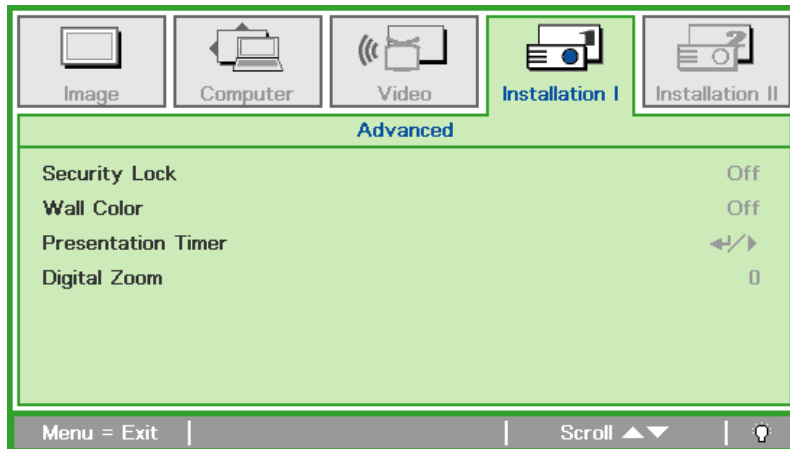 Image Computer Video Installation I Installation II
Advanced
Security Lock Off
Wall Color Off
Presentation Timer ↵/▶
Digital Zoom 0
Menu = Exit Scroll ▲▼